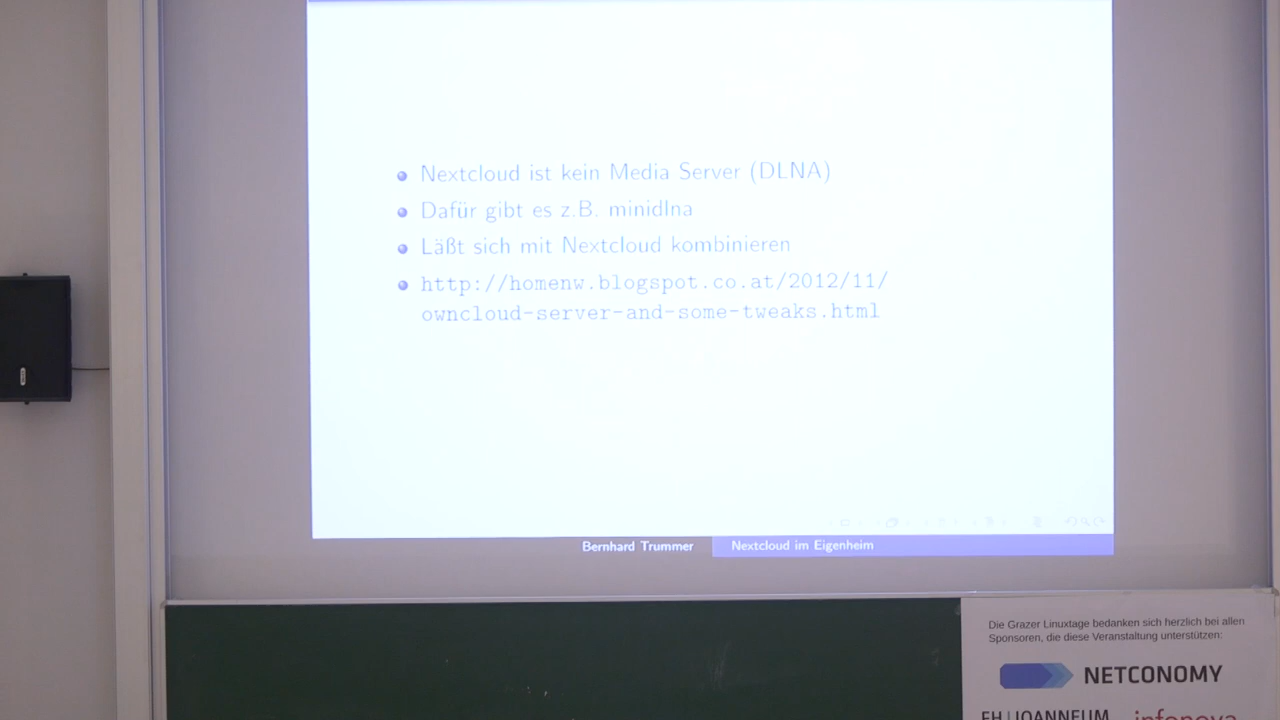 Nextcloud ist kein Media Server (DLNA)
Dafür gibt es z.B. minidlna
Läßt sich mit Nextcloud kombinieren
http://homenw.blogspot.co.at/2012/11/
owncloud-server-and-some-tweaks.html
Bernhard Trummer
Nextcloud im Eigenheim
Die Grazer Linuxtage bedanken sich herzlich bei allen
Sponsoren, die diese Veranstaltung unterstützen:
NETCONOMY
FH | JOANNEUM
infonova